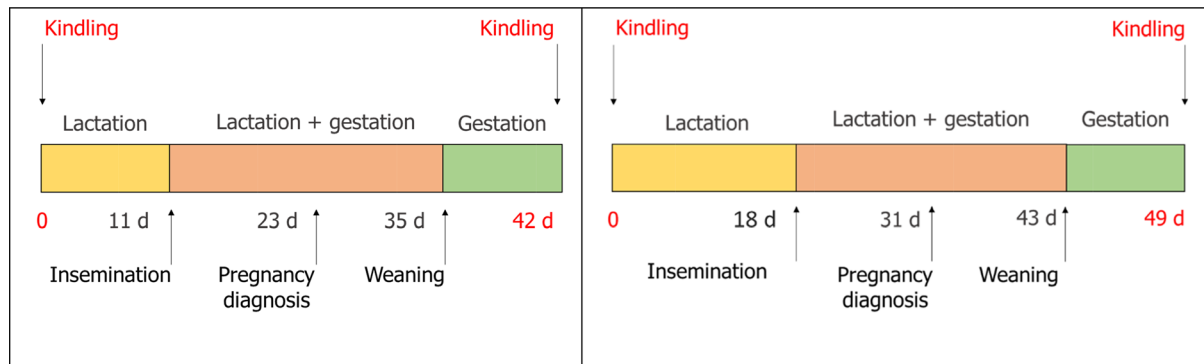 Kindling
Kindling
Lactation
Lactation + gestation
Gestation
0
11 d
23 d
35 d
42 d
Insemination
Pregnancy
diagnosis
Weaning
Kindling
Kindling
Lactation
Lactation + gestation
Gestation
0
18 d
31 d
43 d
49 d
Insemination
Pregnancy
diagnosis
Weaning